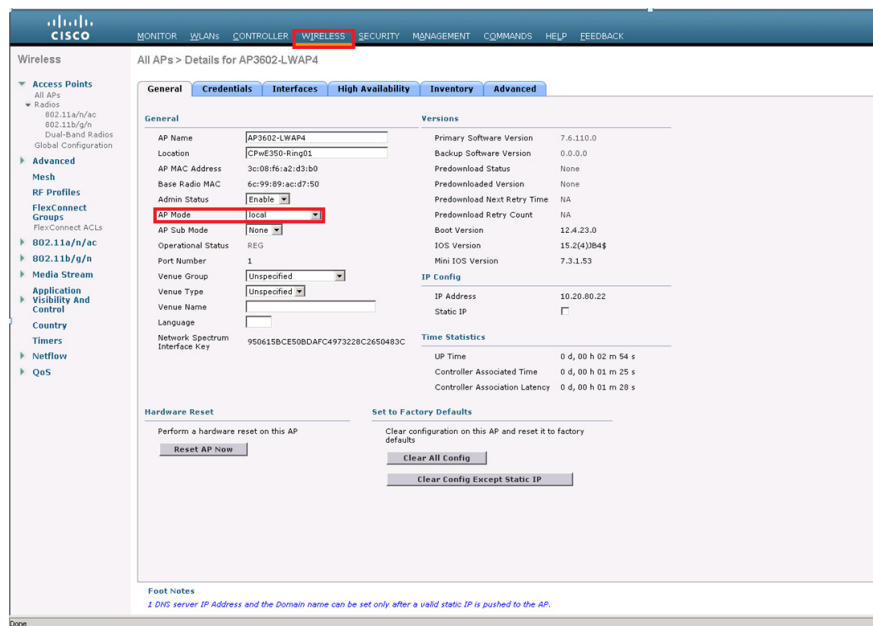 CISCO
MONITOR WLANs CONTROLLER WIRELESS SECURITY MANAGEMENT COMMANDS HELP FEEDBACK
Wireless
Access Points
All APs
Radios
802.11a/n/ac
802.11b/g/n
Dual-Band Radios
Global Configuration
Advanced
Mesh
RF Profiles
FlexConnect
Groups
FlexConnect ACLs
802.11a/n/ac
802.11b/g/n
Media Stream
Application
Visibility And
Control
Country
Timers
Netflow
QoS
All APs > Details for AP3602-LWAP4
General Credentials Interfaces High Availability Inventory Advanced
General
AP Name AP3602-LWAP4
Location CPwE350-Ring01
AP MAC Address 3c:08:f6:a2:d3:b0
Base Radio MAC 6c:99:89:ac:d7:50
Admin Status Enable
AP Mode local
AP Sub Mode None
Operational Status REG
Port Number 1
Venue Group Unspecified
Venue Type Unspecified
Venue Name
Language
Network Spectrum
Interface Key 950615BCE50BDAFC4973228C2650483C
Versions
Primary Software Version 7.6.110.0
Backup Software Version 0.0.0.0
Predownload Status None
Predownloaded Version None
Predownload Next Retry Time NA
Predownload Retry Count NA
Boot Version 12.4.23.0
IOS Version 15.2(4)JB4$
Mini IOS Version 7.3.1.53
IP Config
IP Address 10.20.80.22
Static IP
Time Statistics
UP Time 0 d, 00 h 02 m 54 s
Controller Associated Time 0 d, 00 h 01 m 25 s
Controller Association Latency 0 d, 00 h 01 m 28 s
Hardware Reset
Perform a hardware reset on this AP
Reset AP Now
Set to Factory Defaults
Clear configuration on this AP and reset it to factory
defaults
Clear All Config
Clear Config Except Static IP
Foot Notes
1 DNS server IP Address and the Domain name can be set only after a valid static IP is pushed to the AP.
Done